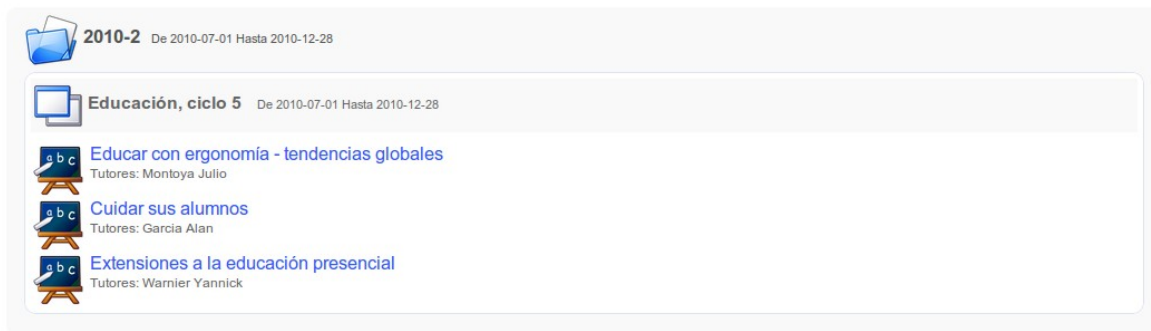 2010-2 De 2010-07-01 Hasta 2010-12-28
Educación, ciclo 5 De 2010-07-01 Hasta 2010-12-28
a b c
Educar con ergonomía - tendencias globales
Tutores: Montoya Julio
a b c
Cuidar sus alumnos
Tutores: Garcia Alan
a b c
Extensiones a la educación presencial
Tutores: Warnier Yannick